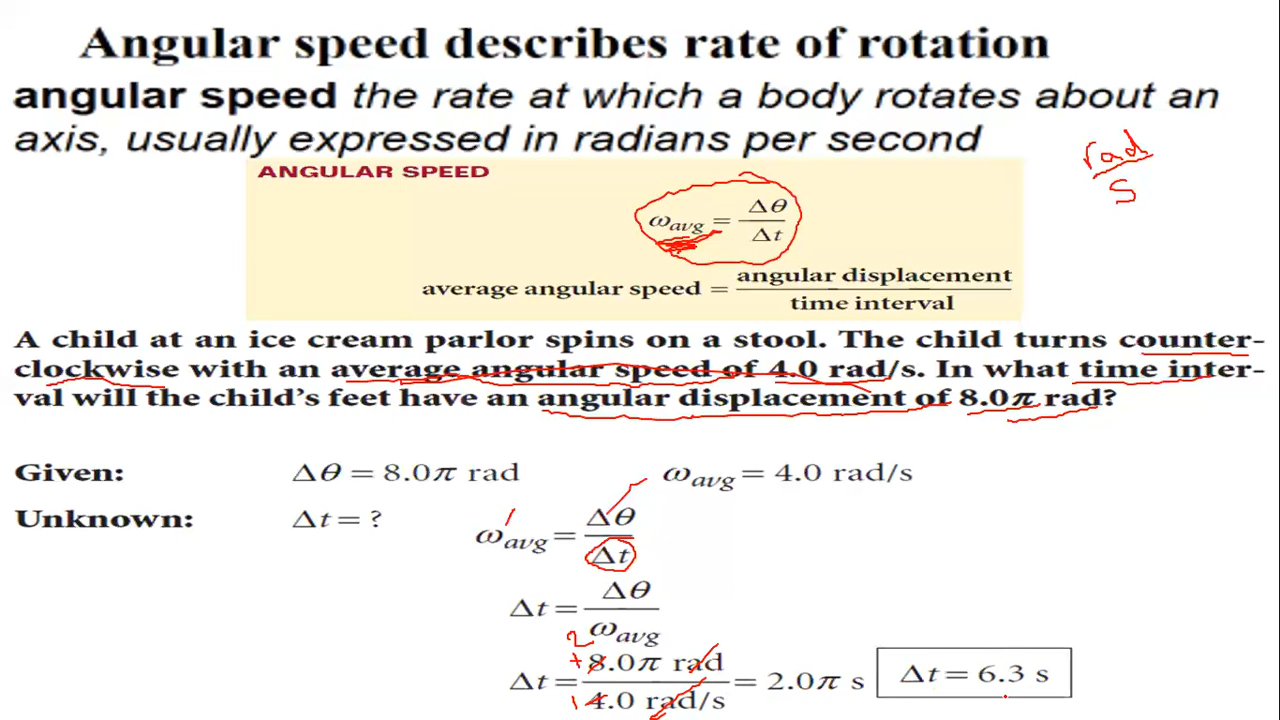 Angular speed describes rate of rotation
angular speed the rate at which a body rotates about an
axis, usually expressed in radians per second
rad
s
ANGULAR SPEED
ω_avg = Δθ/Δt
average angular speed = angular displacement/time interval
A child at an ice cream parlor spins on a stool. The child turns counter-
clockwise with an average angular speed of 4.0 rad/s. In what time inter-
val will the child's feet have an angular displacement of 8.0π rad?
Given: Δθ = 8.0π rad ω_avg = 4.0 rad/s
Unknown: Δt = ?
ω_avg = Δθ/Δt
Δt = Δθ/ω_avg
2
Δt = 8.0π rad/4.0 rad/s = 2.0π s Δt = 6.3 s
1